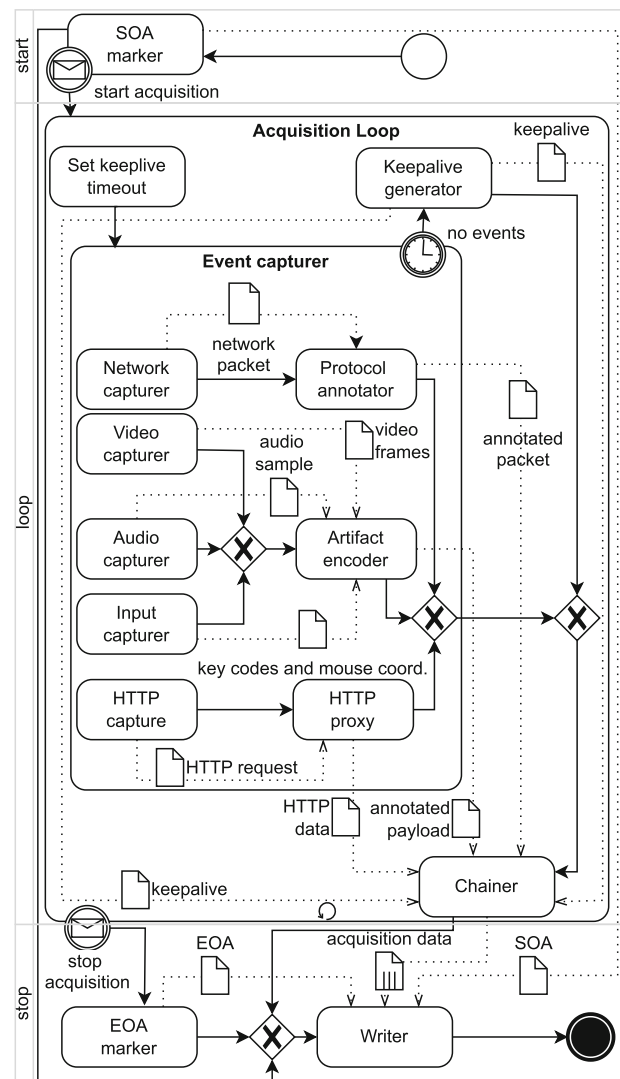 start
SOA
marker
start acquisition
loop
Acquisition Loop
keepalive
Set keeplive
timeout
Keepalive
generator
no events
Event capturer
network
packet
Network
capturer
Protocol
annotator
Video
capturer
audio
sample
video
frames
annotated
packet
Audio
capturer
Artifact
encoder
Input
capturer
key codes and mouse coord.
HTTP
capture
HTTP
proxy
HTTP request
HTTP
data
annotated
payload
Chainer
keepalive
stop
stop
acquisition
EOA
acquisition data
SOA
EOA
marker
Writer